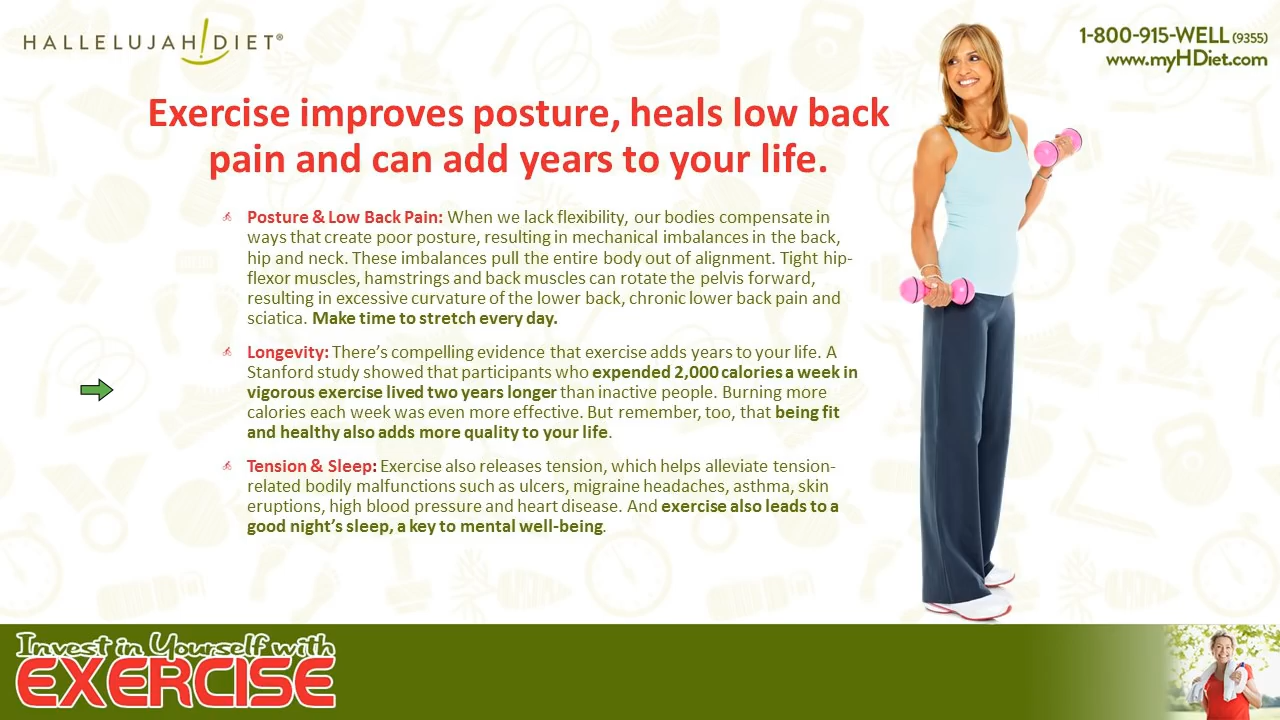 HALLELUJAH DIET®
1-800-915-WELL (9355)
www.myHDiet.com
Exercise improves posture, heals low back
pain and can add years to your life.
Posture & Low Back Pain: When we lack flexibility, our bodies compensate in
ways that create poor posture, resulting in mechanical imbalances in the back,
hip and neck. These imbalances pull the entire body out of alignment. Tight hip-
flexor muscles, hamstrings and back muscles can rotate the pelvis forward,
resulting in excessive curvature of the lower back, chronic lower back pain and
sciatica. Make time to stretch every day.
Longevity: There’s compelling evidence that exercise adds years to your life. A
Stanford study showed that participants who expended 2,000 calories a week in
vigorous exercise lived two years longer than inactive people. Burning more
calories each week was even more effective. But remember, too, that being fit
and healthy also adds more quality to your life.
Tension & Sleep: Exercise also releases tension, which helps alleviate tension-
related bodily malfunctions such as ulcers, migraine headaches, asthma, skin
eruptions, high blood pressure and heart disease. And exercise also leads to a
good night’s sleep, a key to mental well-being.
Invest in Yourself with
EXERCISE